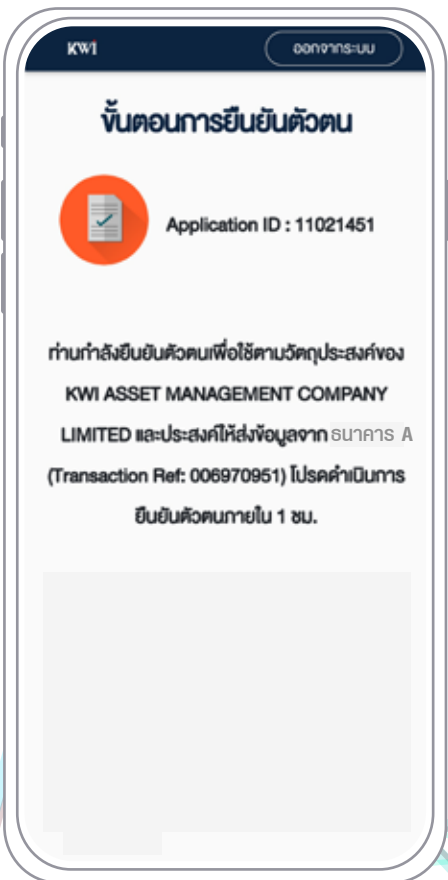 KWI
ออกจากระบบ
ขั้นตอนการยืนยันตัวตน
Application ID : 11021451
ท่านกำลังยืนยันตัวตนเพื่อใช้ตามวัตถุประสงค์ของ
KWI ASSET MANAGEMENT COMPANY
LIMITED และประสงค์ให้ส่งข้อมูลจาก ธนาคาร A
(Transaction Ref: 006970951) โปรดดำเนินการ
ยืนยันตัวตนภายใน 1 ชม.